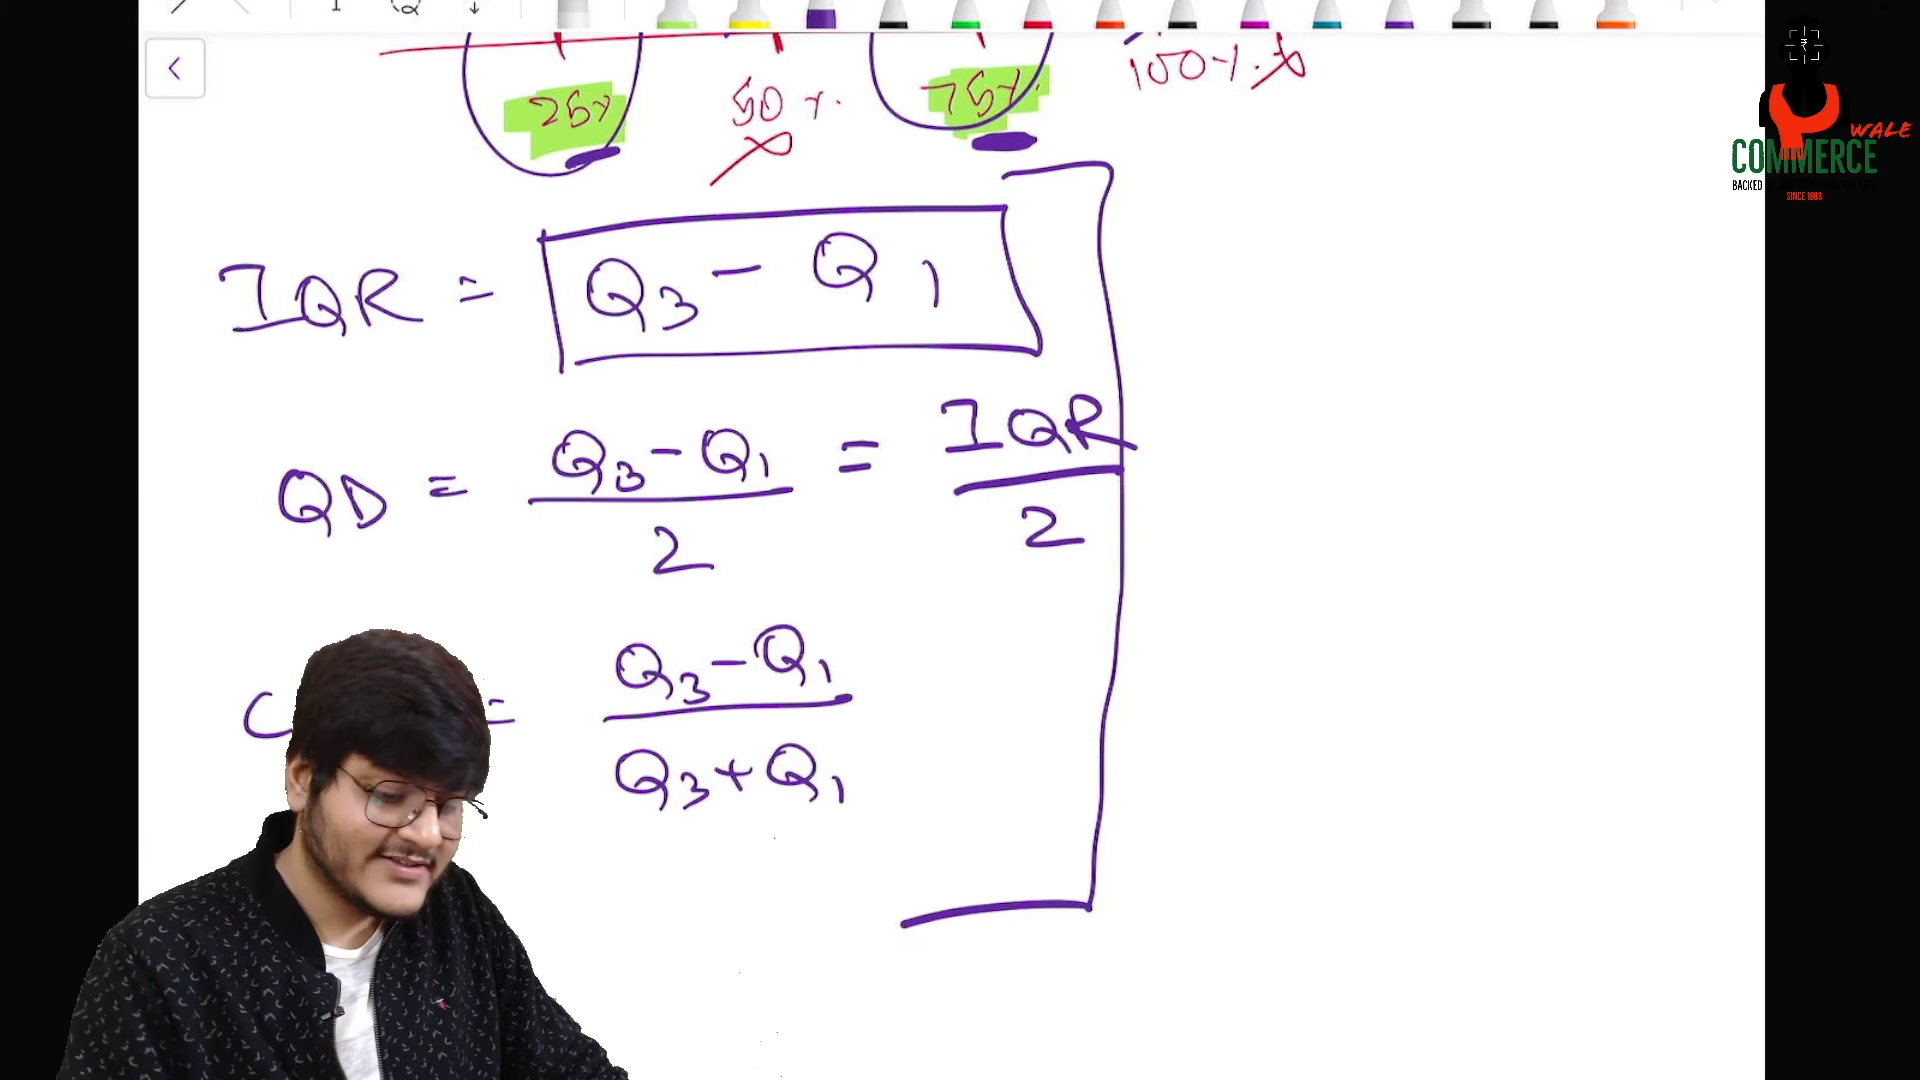 25%
50%.
75%.
100%.
IQR = Q3 - Q1
QD = Q3 - Q1 / 2 = IQR / 2
C = Q3 - Q1 / Q3 + Q1
WALE
COMMERCE
BACKED
SINCE 1993